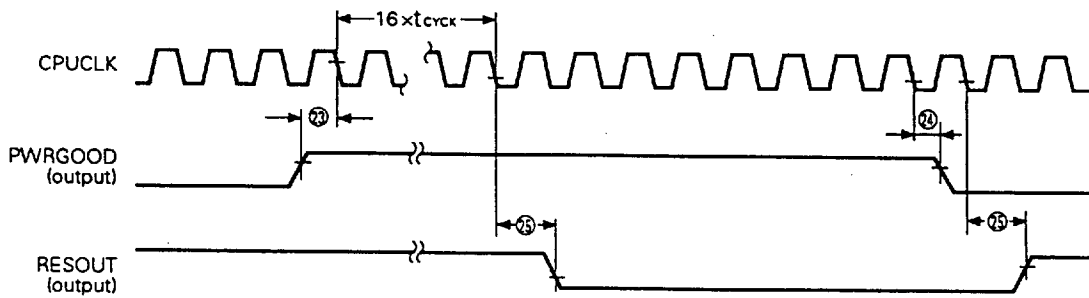 16×tCYCK
CPUCLK
㉓
㉔
PWRGOOD
(output)
㉕
㉕
RESOUT
(output)